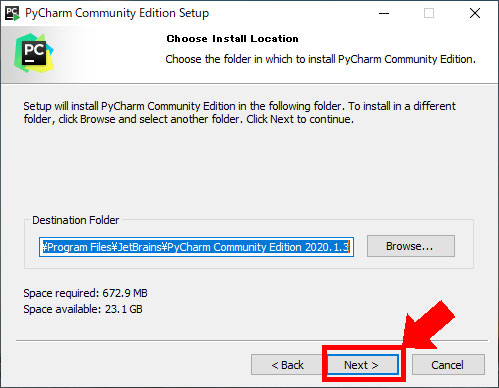 PyCharm Community Edition Setup
Choose Install Location
Choose the folder in which to install PyCharm Community Edition.
PC
Setup will install PyCharm Community Edition in the following folder. To install in a different
folder, click Browse and select another folder. Click Next to continue.
Destination Folder
¥Program Files¥JetBrains¥PyCharm Community Edition 2020.1.3
Browse...
Space required: 672.9 MB
Space available: 23.1 GB
< Back
Next >
Cancel